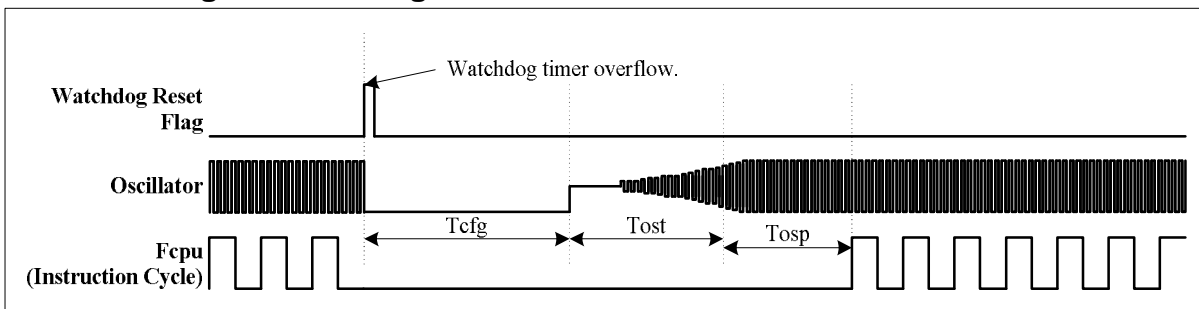 Watchdog timer overflow.
Watchdog Reset
Flag
Oscillator
Tcfg
Tost
Tosp
Fcpu
(Instruction Cycle)